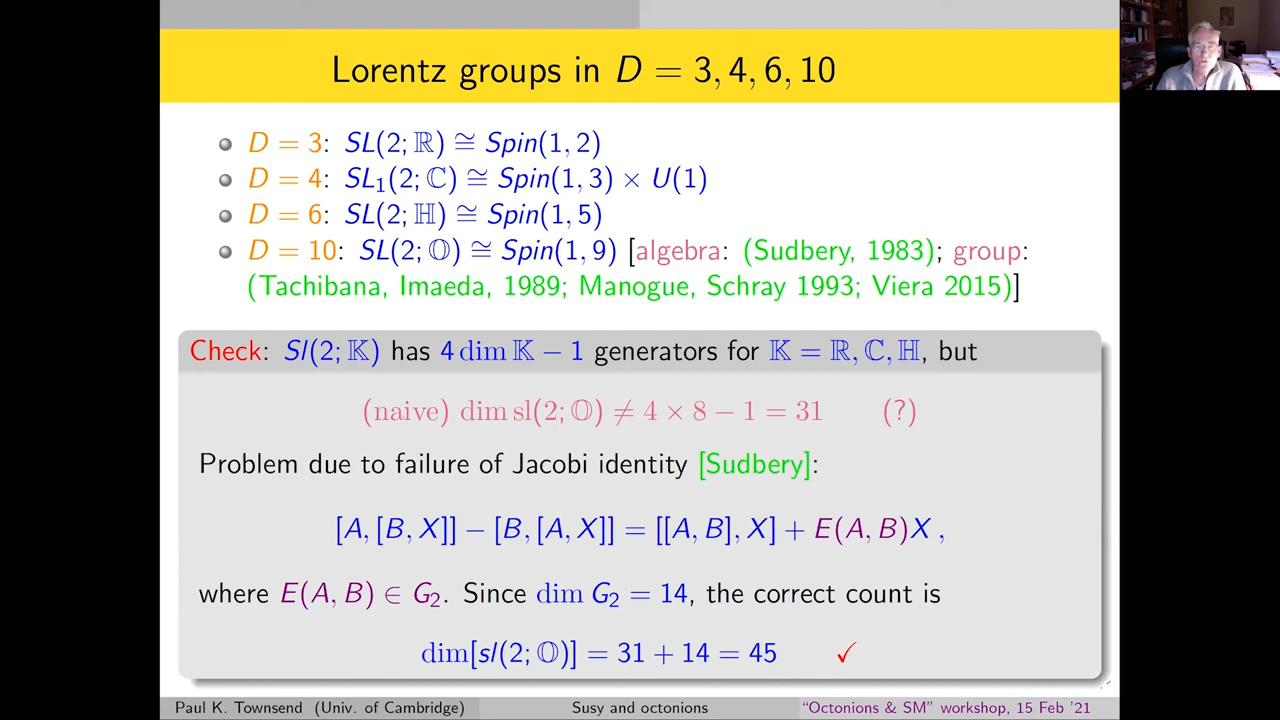 Lorentz groups in D = 3, 4, 6, 10
D = 3: SL(2; ℝ) ≅ Spin(1, 2)
D = 4: SL₁(2; ℂ) ≅ Spin(1, 3) × U(1)
D = 6: SL(2; ℍ) ≅ Spin(1, 5)
D = 10: SL(2; 𝕆) ≅ Spin(1, 9) [algebra: (Sudbery, 1983); group:
(Tachibana, Imaeda, 1989; Manogue, Schray 1993; Viera 2015)]
Check: Sl(2; 𝕂) has 4 dim 𝕂 − 1 generators for 𝕂 = ℝ, ℂ, ℍ, but
(naive) dim sl(2; 𝕆) ≠ 4 × 8 − 1 = 31 (?)
Problem due to failure of Jacobi identity [Sudbery]:
[A, [B, X]] − [B, [A, X]] = [[A, B], X] + E(A, B)X ,
where E(A, B) ∈ G₂. Since dim G₂ = 14, the correct count is
dim[sl(2; 𝕆)] = 31 + 14 = 45 ✓
Paul K. Townsend (Univ. of Cambridge) Susy and octonions "Octonions & SM" workshop, 15 Feb '21